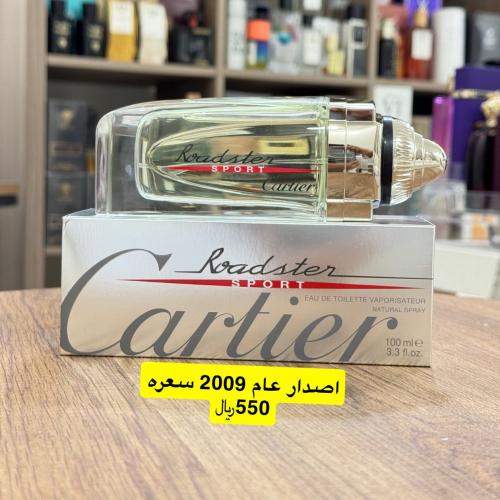 Roadster
SPORT
Cartier
Roadster
SPORT
EAU DE TOILETTE VAPORISATEUR
NATURAL SPRAY
Cartier
100 ml e
3.3 fl.oz.
اصدار عام 2009 سعره
550ريال